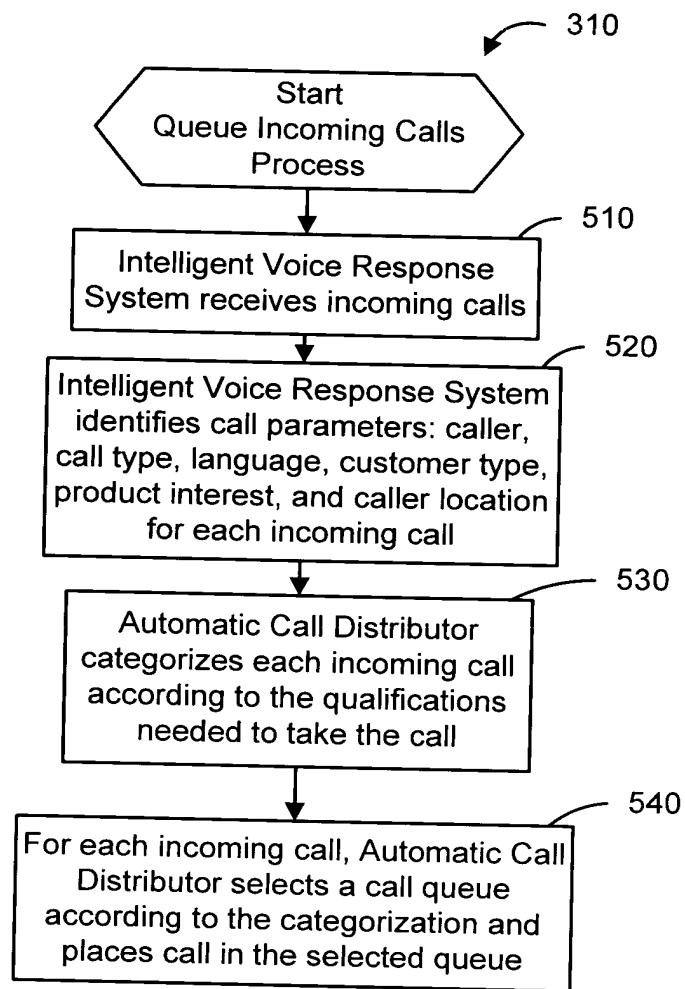 310
Start
Queue Incoming Calls
Process
510
Intelligent Voice Response
System receives incoming calls
520
Intelligent Voice Response System
identifies call parameters: caller,
call type, language, customer type,
product interest, and caller location
for each incoming call
530
Automatic Call Distributor
categorizes each incoming call
according to the qualifications
needed to take the call
540
For each incoming call, Automatic Call
Distributor selects a call queue
according to the categorization and
places call in the selected queue